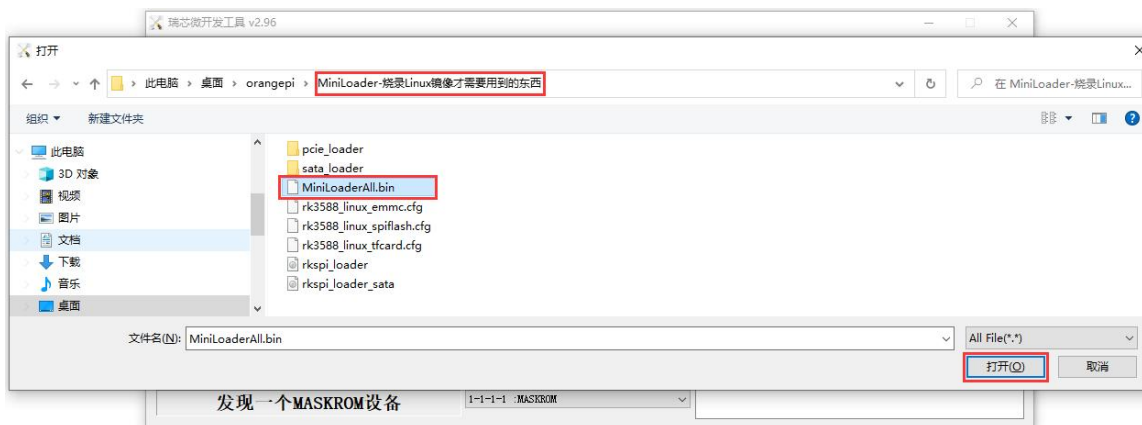 瑞芯微开发工具 v2.96
打开
此电脑 › 桌面 › orangepi › MiniLoader-烧录Linux镜像才需要用到的东西
在 MiniLoader-烧录Linux...
组织 新建文件夹
此电脑
3D 对象
视频
图片
文档
下载
音乐
桌面
pcie_loader
sata_loader
MiniLoaderAll.bin
rk3588_linux_emmc.cfg
rk3588_linux_spiflash.cfg
rk3588_linux_tfcard.cfg
rkspi_loader
rkspi_loader_sata
文件名(N): MiniLoaderAll.bin
All File(*.*)
打开(O) 取消
发现一个MASKROM设备 1-1-1-1 :MASKROM